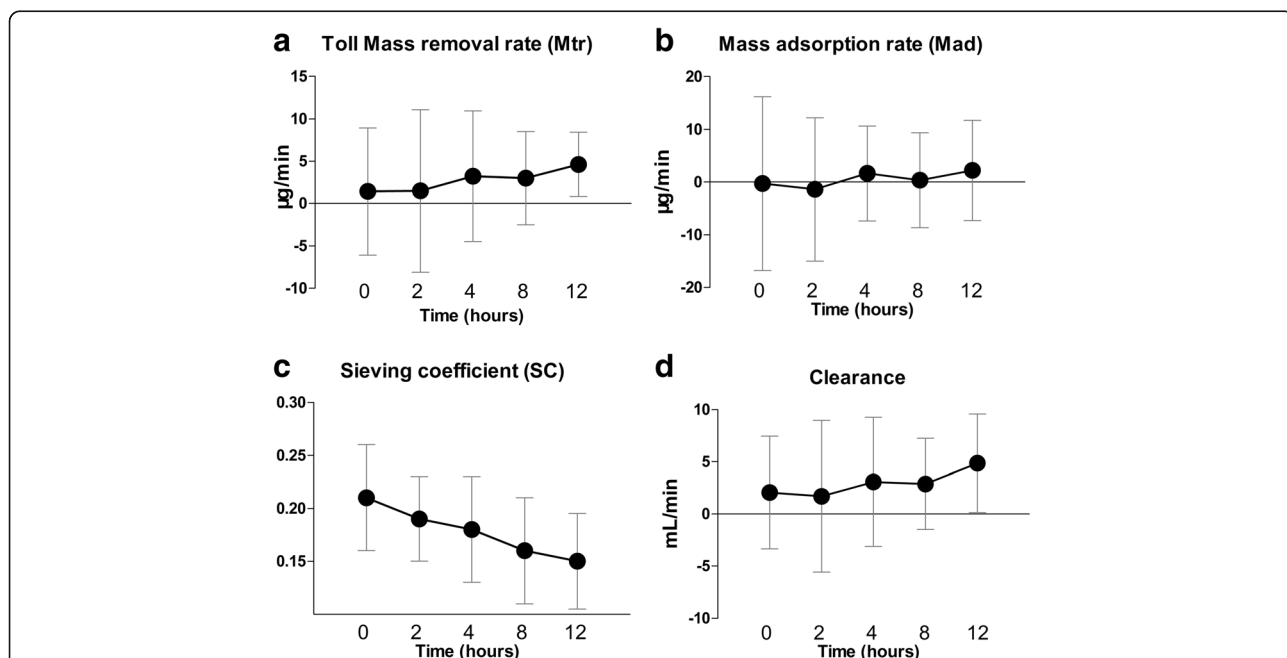 a Toll Mass removal rate (Mtr)
15
10
5
0
-5
-10
µg/min
0 2 4 8 12
Time (hours)
b Mass adsorption rate (Mad)
20
10
0
-10
-20
µg/min
0 2 4 8 12
Time (hours)
c Sieving coefficient (SC)
0.30
0.25
0.20
0.15
0 2 4 8 12
Time (hours)
d Clearance
10
5
0
-5
-10
mL/min
0 2 4 8 12
Time (hours)